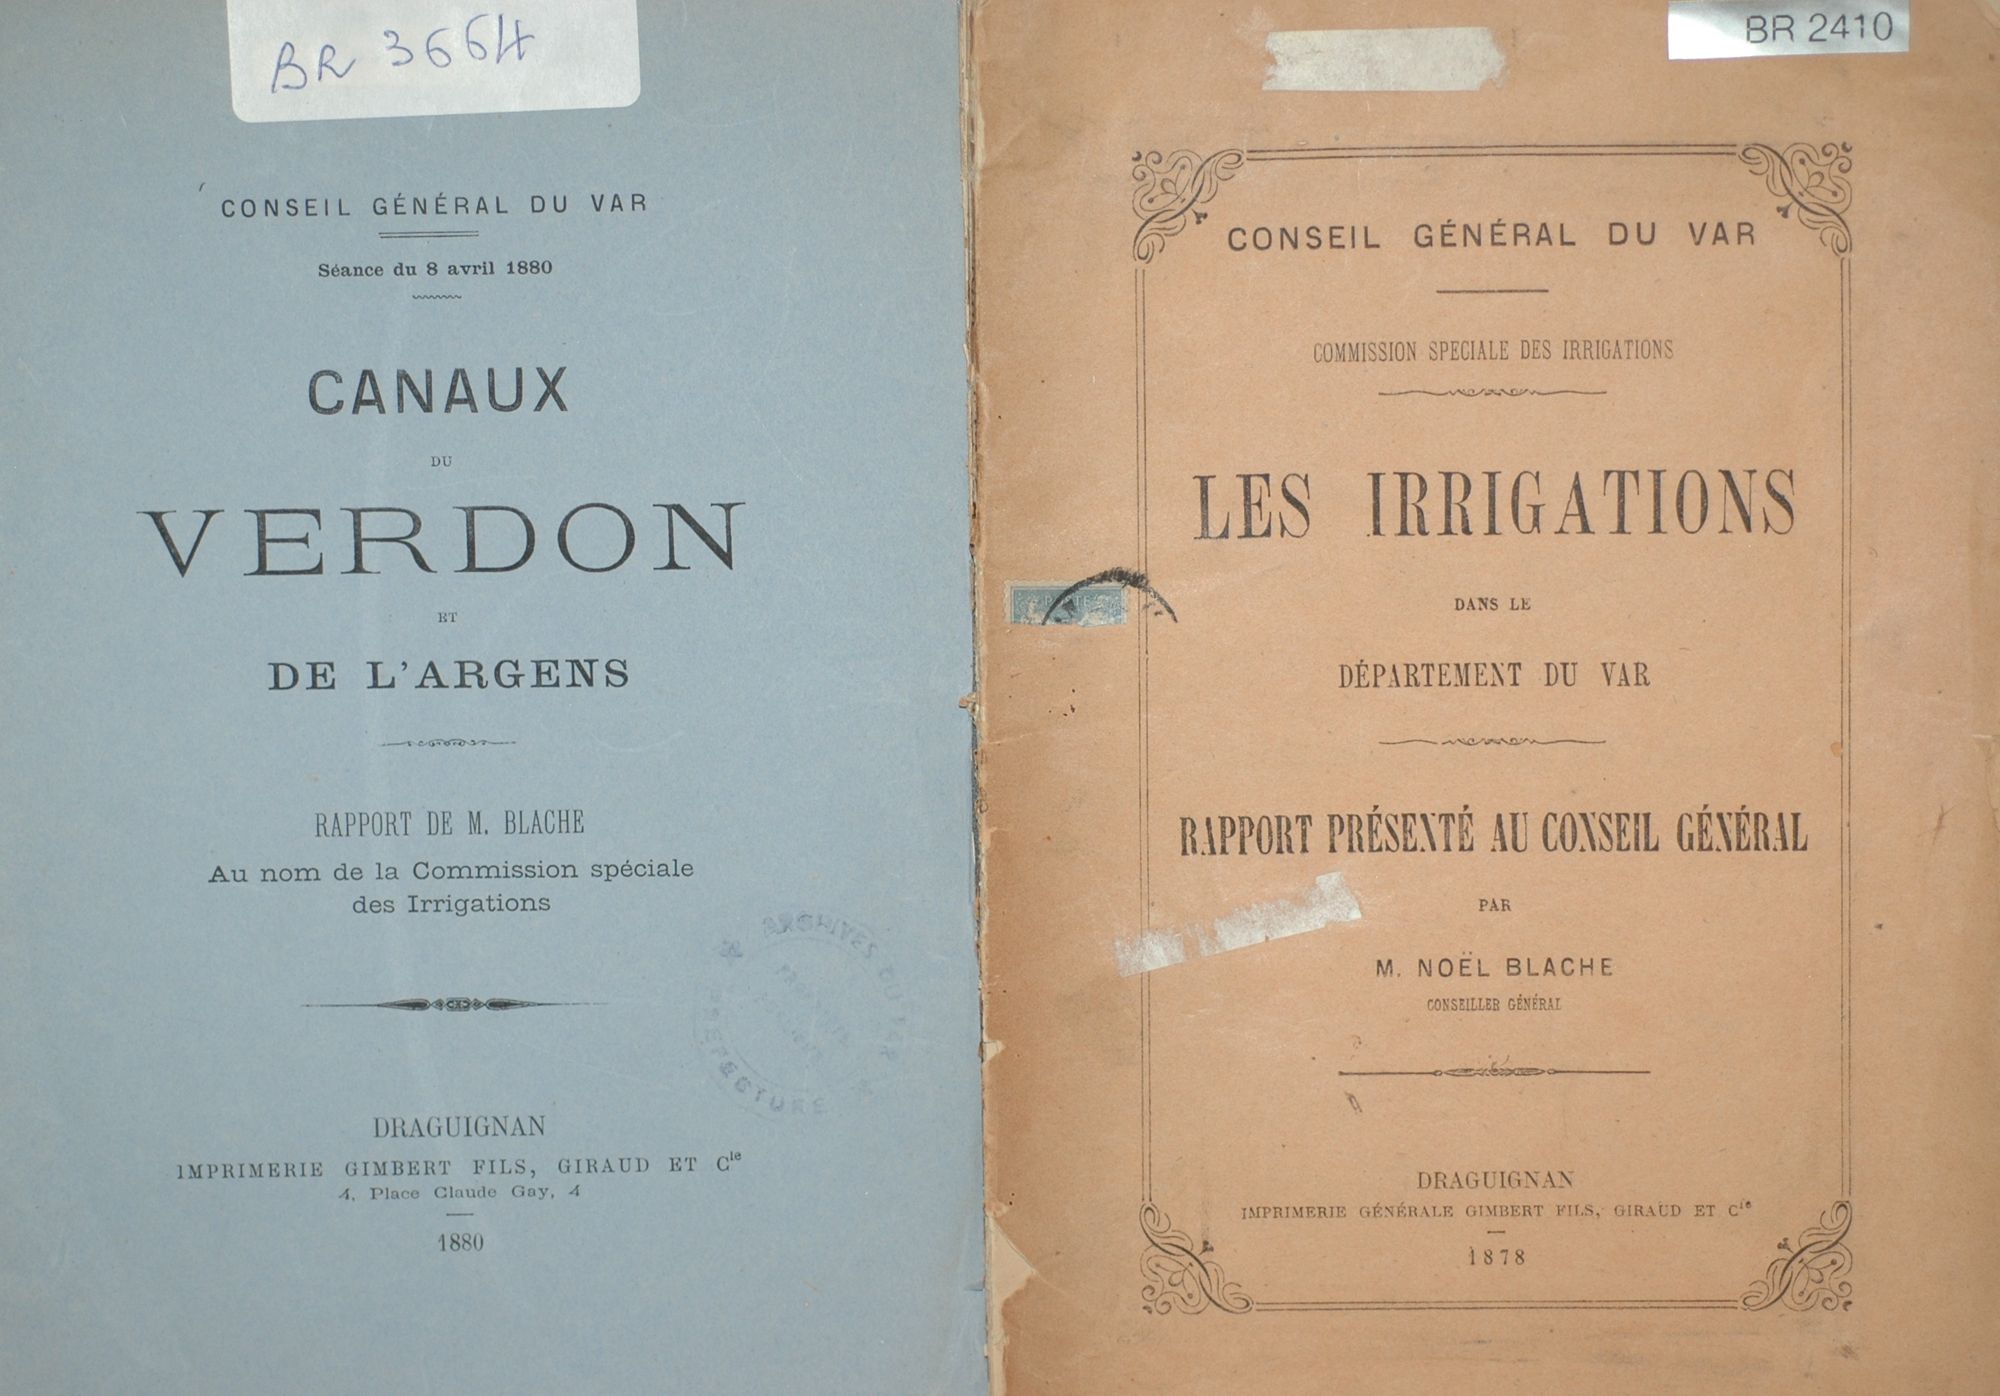 BR 3664
CONSEIL GÉNÉRAL DU VAR
Séance du 8 avril 1880
CANAUX
DU
VERDON
ET
DE L'ARGENS
RAPPORT DE M. BLACHE
Au nom de la Commission spéciale
des Irrigations
ARCHIVES DU VAR
PRÉFECTURE
DRAGUIGNAN
IMPRIMERIE GIMBERT FILS, GIRAUD ET Cie
4, Place Claude Gay, 4
1880
BR 2410
CONSEIL GÉNÉRAL DU VAR
COMMISSION SPECIALE DES IRRIGATIONS
LES IRRIGATIONS
DANS LE
DÉPARTEMENT DU VAR
RAPPORT PRÉSENTÉ AU CONSEIL GÉNÉRAL
PAR
M. NOËL BLACHE
CONSEILLER GÉNÉRAL
DRAGUIGNAN
IMPRIMERIE GÉNÉRALE GIMBERT FILS, GIRAUD ET Cie
1878